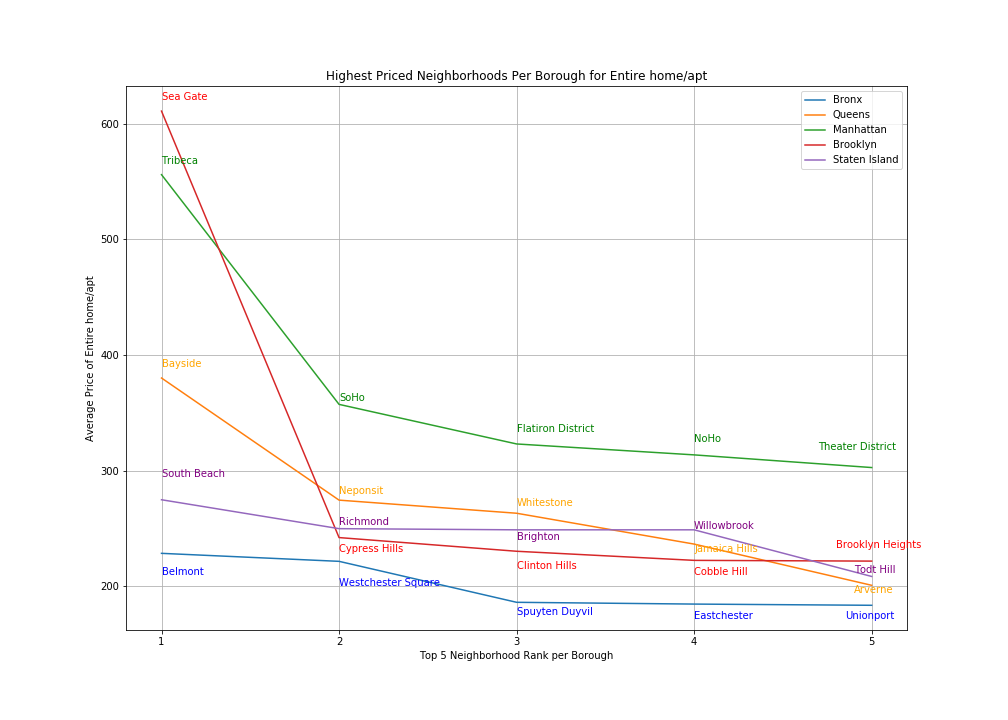 Highest Priced Neighborhoods Per Borough for Entire home/apt
Sea Gate
Bronx
Queens
Manhattan
Brooklyn
Staten Island
600
Tribeca
500
400
Bayside
SoHo
Flatiron District
NoHo
Theater District
300
South Beach
Neponsit
Whitestone
Richmond
Willowbrook
Brighton
Cypress Hills
Jamaica Hills
Brooklyn Heights
Clinton Hills
Belmont
Cobble Hill
Todt Hill
200
Westchester Square
Arverne
Spuyten Duyvil
Eastchester
Unionport
1 2 3 4 5
Top 5 Neighborhood Rank per Borough
Average Price of Entire home/apt